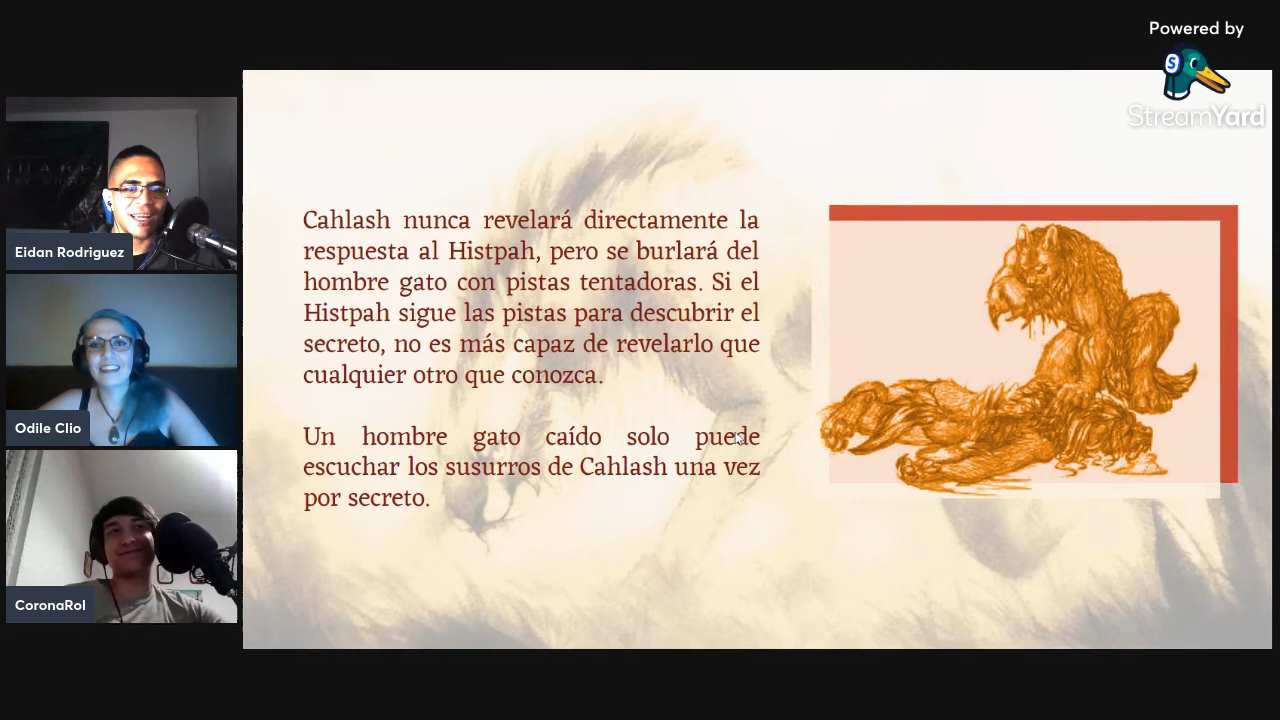 Powered by
StreamYard
Eidan Rodriguez
Odile Clio
CoronaRol
Cahlash nunca revelará directamente la
respuesta al Histpah, pero se burlará del
hombre gato con pistas tentadoras. Si el
Histpah sigue las pistas para descubrir el
secreto, no es más capaz de revelarlo que
cualquier otro que conozca.
Un hombre gato caído solo puede
escuchar los susurros de Cahlash una vez
por secreto.